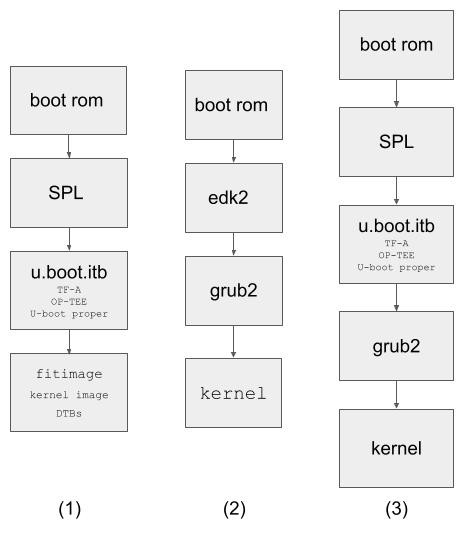 boot rom
SPL
u.boot.itb
TF-A
OP-TEE
U-boot proper
fitimage
kernel image
DTBs
(1)
boot rom
edk2
grub2
kernel
(2)
boot rom
SPL
u.boot.itb
TF-A
OP-TEE
U-boot proper
grub2
kernel
(3)